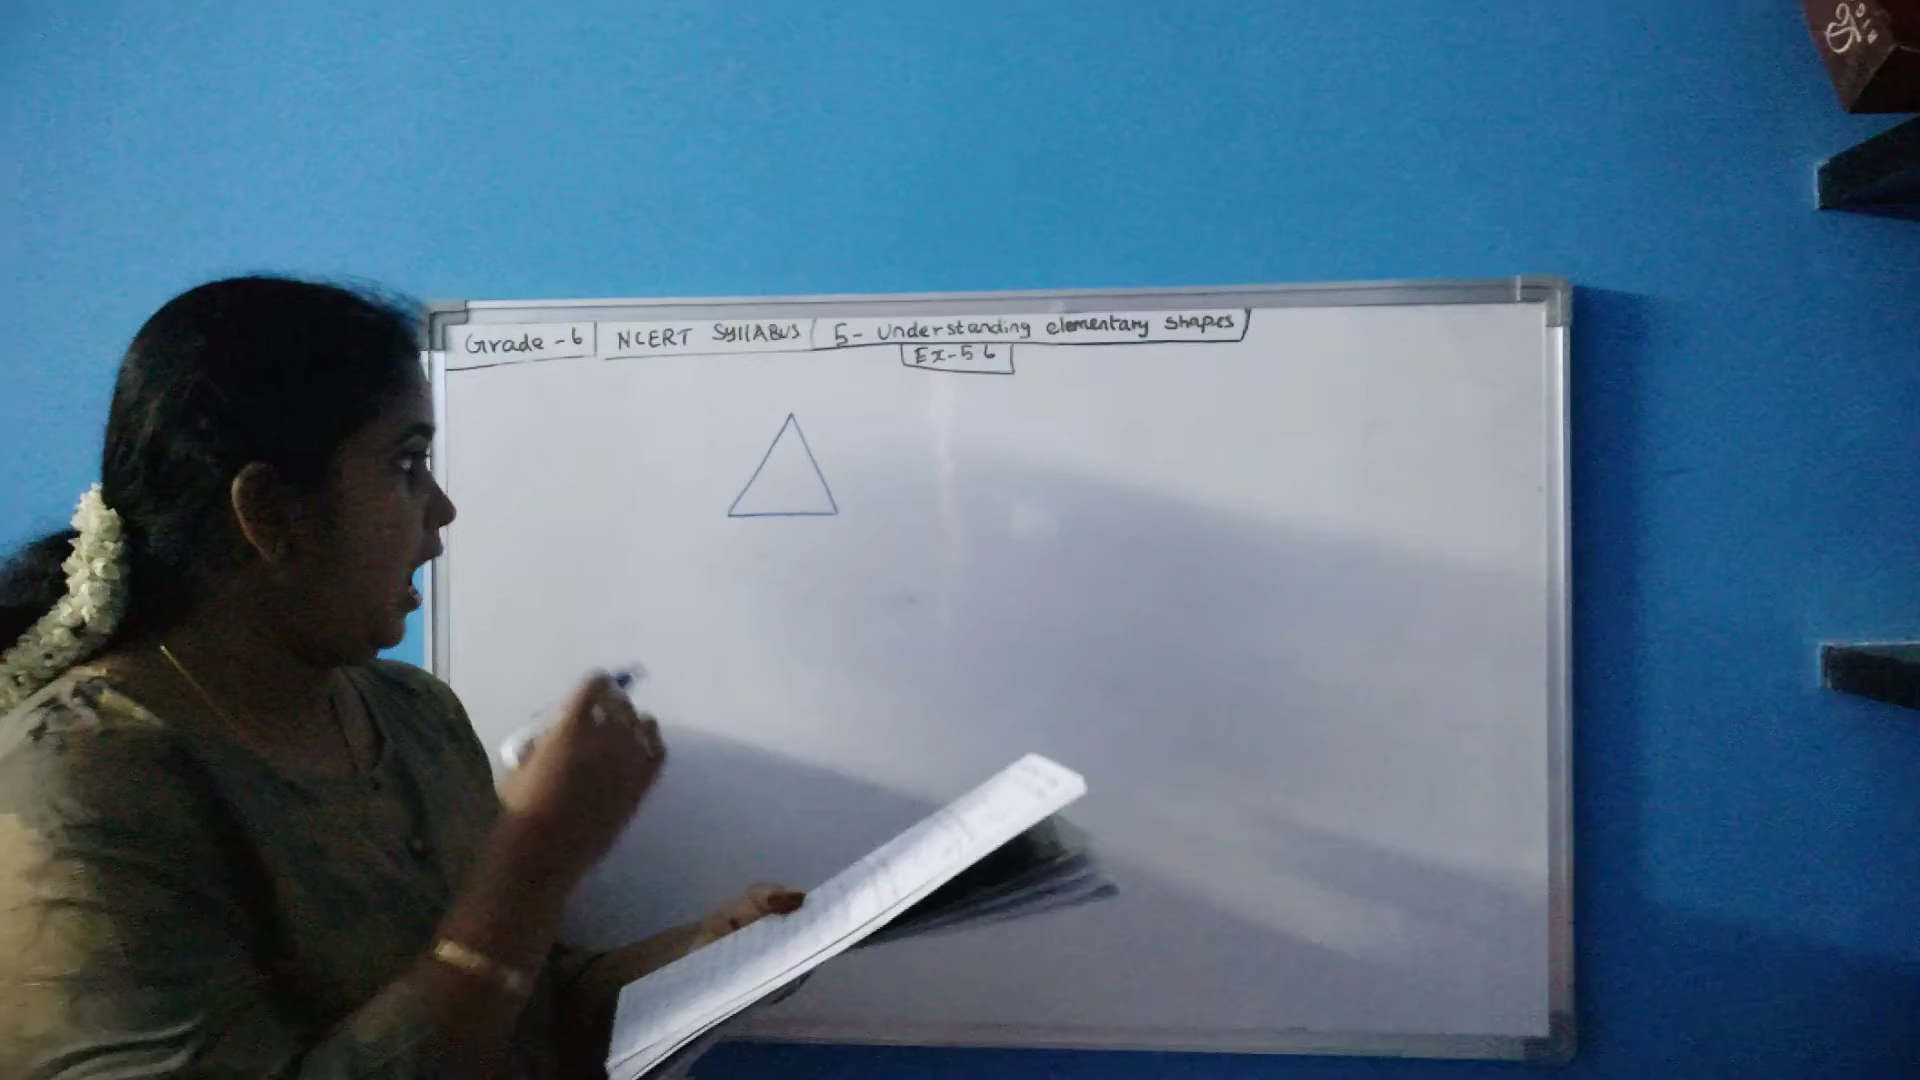 Grade - 6 | NCERT SYllABUS | 5 - Understanding elementary shapes
Ex - 5 6